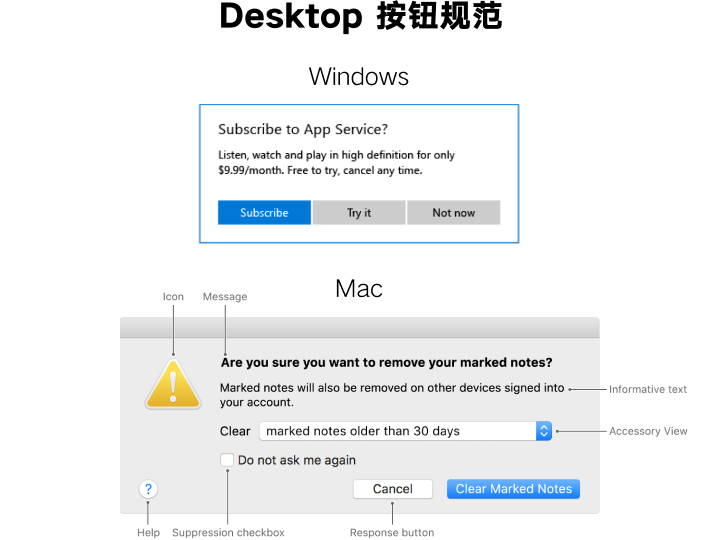 Desktop 按钮规范
Windows
Subscribe to App Service?
Listen, watch and play in high definition for only
$9.99/month. Free to try, cancel any time.
Subscribe
Try it
Not now
Mac
Icon
Message
Are you sure you want to remove your marked notes?
Marked notes will also be removed on other devices signed into
your account.
Informative text
Clear
marked notes older than 30 days
Accessory View
Do not ask me again
?
Cancel
Clear Marked Notes
Help
Suppression checkbox
Response button